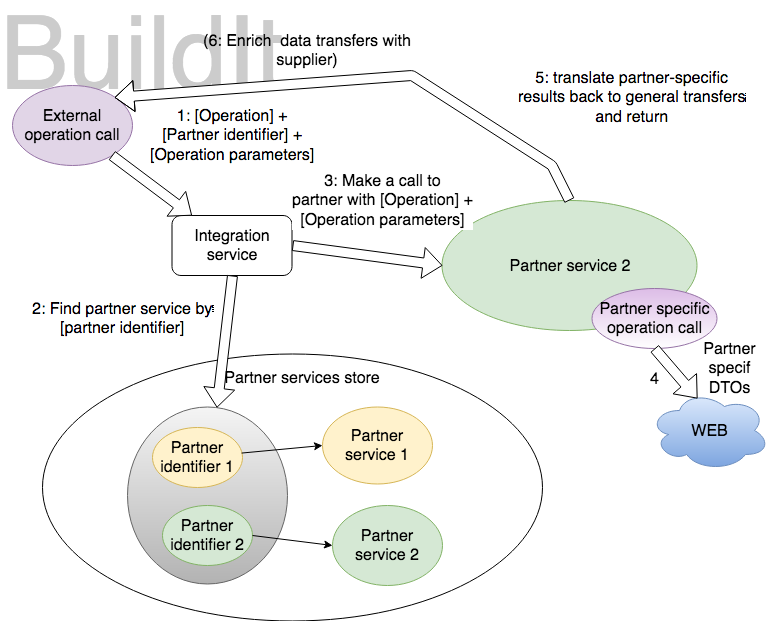 BuildIt
(6: Enrich  data transfers with
supplier)
5: translate partner-specific
results back to general transfers
and return
External
operation call
1: [Operation] +
[Partner identifier] +
[Operation parameters]
3: Make a call to
partner with [Operation] +
[Operation parameters]
Integration
service
Partner service 2
2: Find partner service by
[partner identifier]
Partner specific
operation call
Partner
specif
DTOs
4
WEB
Partner services store
Partner
identifier 1
Partner
service 1
Partner
identifier 2
Partner
service 2